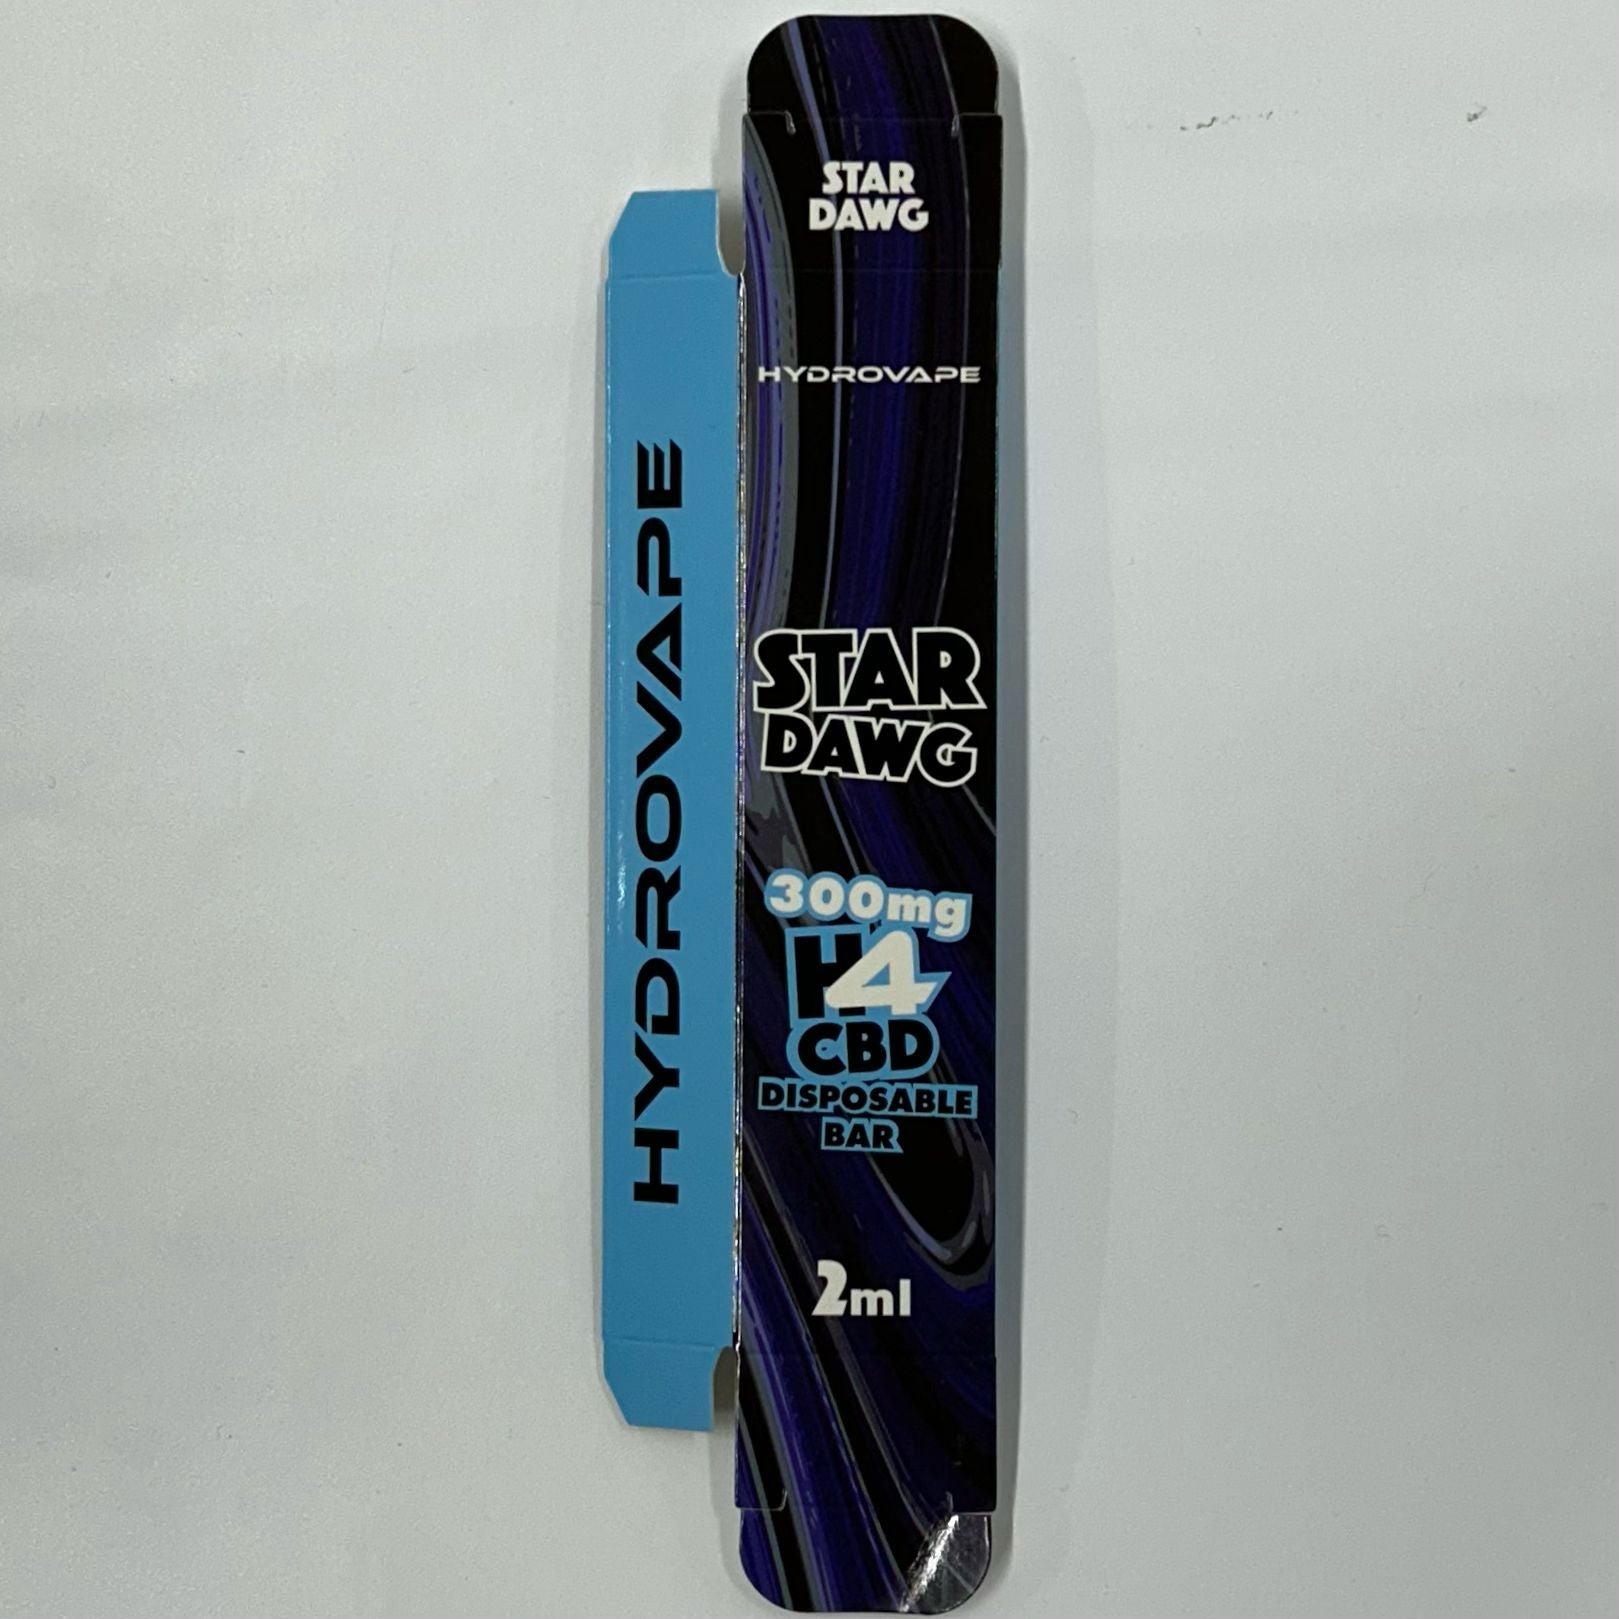 STAR
DAWG
HYDROVAPE
HYDROVAPE
STAR
DAWG
300mg
H4
CBD
DISPOSABLE
BAR
2ml